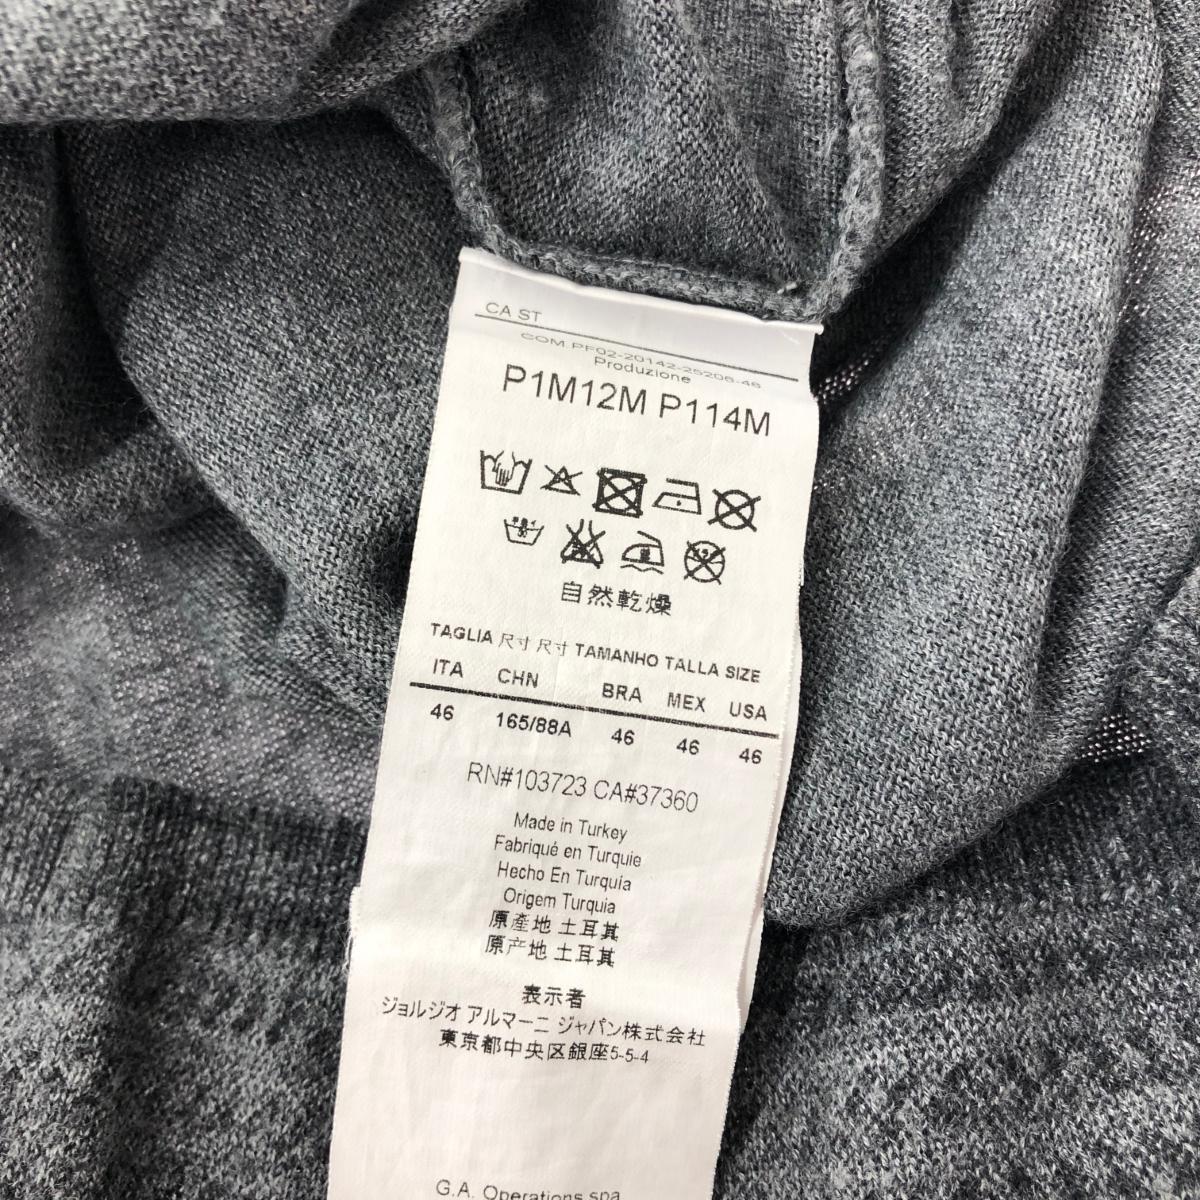 CA ST
COM.PF02-20142-25206-46
Produzione
P1M12M P114M
自然乾燥
TAGLIA 尺寸 尺寸 TAMANHO TALLA SIZE
ITA CHN BRA MEX USA
46 165/88A 46 46 46
RN#103723 CA#37360
Made in Turkey
Fabriqué en Turquie
Hecho En Turquia
Origem Turquia
原產地 土耳其
原产地 土耳其
表示者
ジョルジオ アルマーニ ジャパン株式会社
東京都中央区銀座5-5-4
G.A. Operations spa